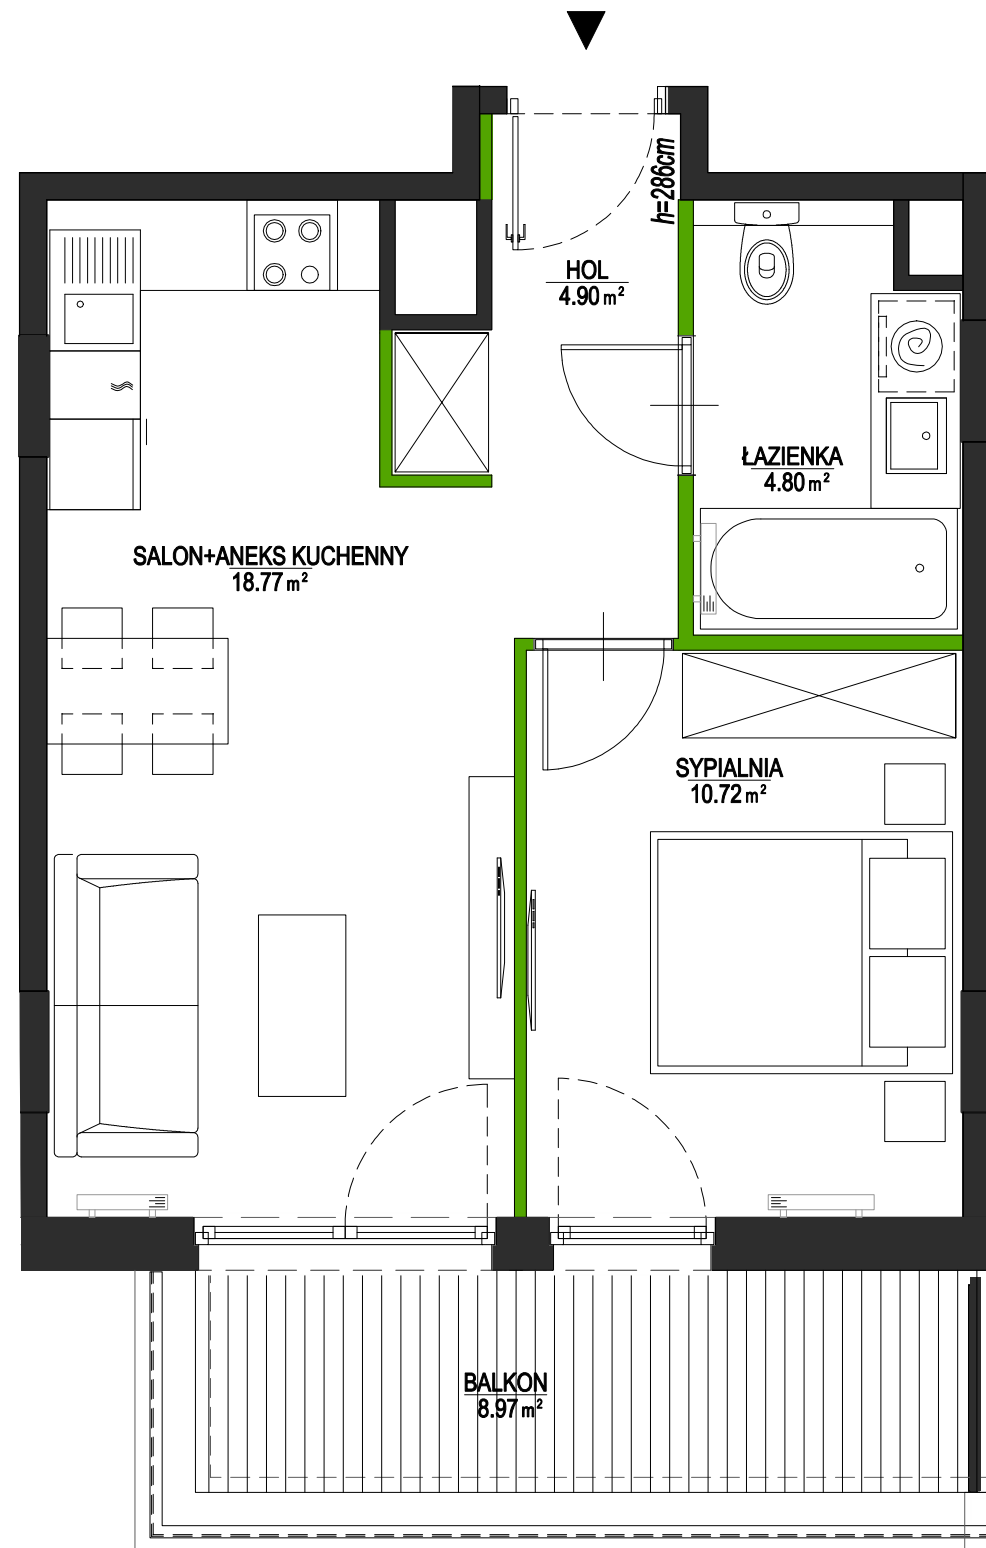 h=286cm
HOL
4.90 m²
ŁAZIENKA
4.80 m²
SALON+ANEKS KUCHENNY
18.77 m²
SYPIALNIA
10.72 m²
BALKON
8.97 m²